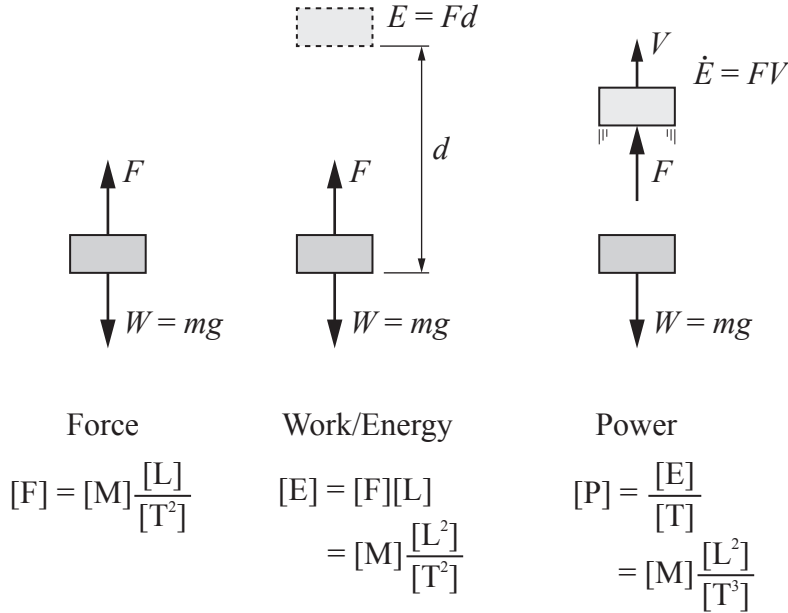 E = Fd
V
Ė = FV
d
F
F
F
W = mg
W = mg
W = mg
Force
Work/Energy
Power
[F] = [M] [L]/[T²]
[E] = [F][L]
= [M] [L²]/[T²]
[P] = [E]/[T]
= [M] [L²]/[T³]